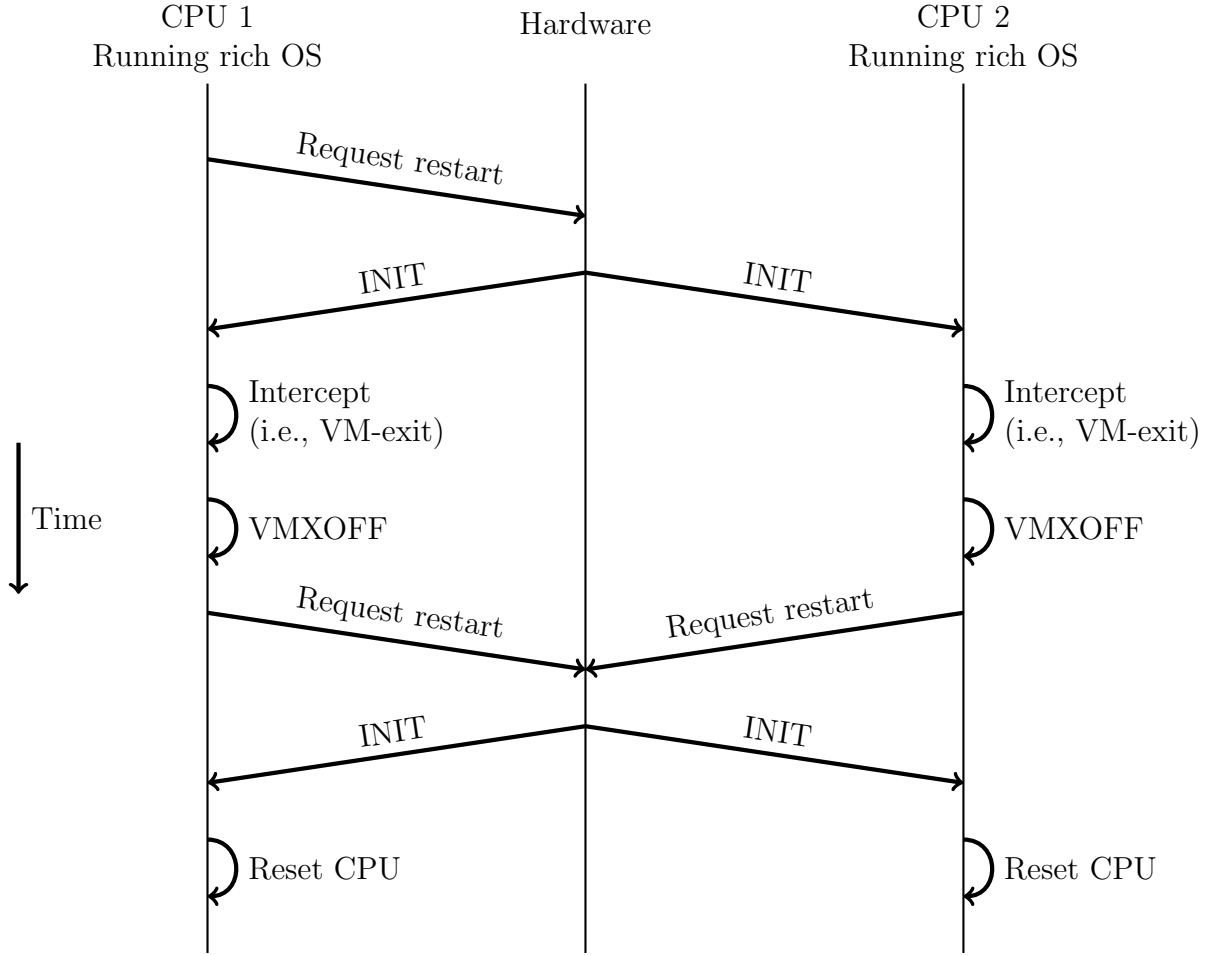 CPU 1
Running rich OS
Hardware
CPU 2
Running rich OS
Request restart
INIT
INIT
Intercept
(i.e., VM-exit)
Intercept
(i.e., VM-exit)
Time
VMXOFF
VMXOFF
Request restart
Request restart
INIT
INIT
Reset CPU
Reset CPU